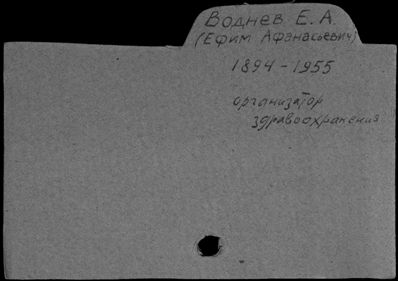 Воднев Е. А.
(Ефим Афанасьевич)
1894-1955
организатор
здравоохранения